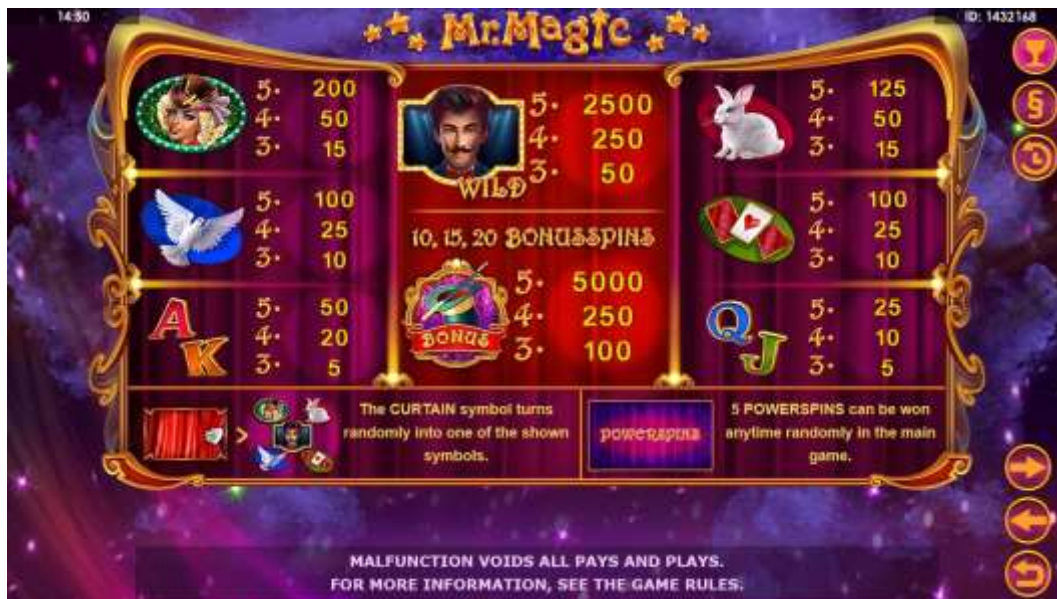 14:50
ID: 1432168
Mr.Magic
5. 200
4. 50
3. 15
5. 2500
4. 250
3. 50
WILD
5. 125
4. 50
3. 15
§
5. 100
4. 25
3. 10
10, 15, 20 BONUSSPINS
5. 100
4. 25
3. 10
A K
5. 50
4. 20
3. 5
BONUS
5. 5000
4. 250
3. 100
Q J
5. 25
4. 10
3. 5
>
The CURTAIN symbol turns
randomly into one of the shown
symbols.
POWERSPINS
5 POWERSPINS can be won
anytime randomly in the main
game.
MALFUNCTION VOIDS ALL PAYS AND PLAYS.
FOR MORE INFORMATION, SEE THE GAME RULES.